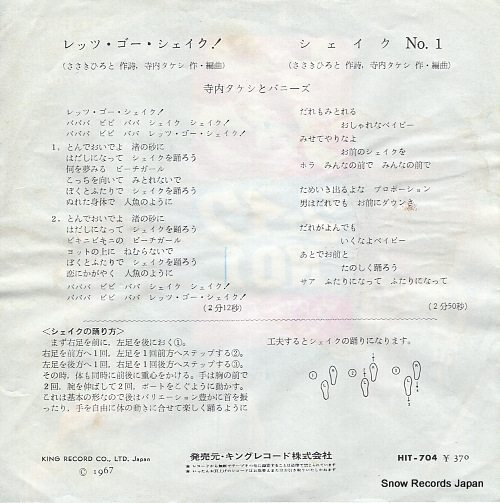 レッツ・ゴー・シェイク!
(ささきひろと 作詩, 寺内タケシ 作・編曲)
シェイク No. 1
(ささきひろと 作詩, 寺内タケシ 作・編曲)
寺内タケシとバニーズ
レッツ・ゴー・シェイク!
パパパ ビビ パパ シェイク シェイク!
パパパ ビビ パパ レッツ・ゴー・シェイク!
1. とんでおいでよ 渚の砂に
はだしになって シェイクを踊ろう
何を夢みる ビーチガール
こっちを向いて みとれないで
ぼくとふたりで シェイクを踊ろう
ぬれた身体で 人魚のように
2. とんでおいでよ 渚の砂に
はだしになって シェイクを踊ろう
ビキニビキニの ビーチガール
ヨットの上に ねむらないで
ぼくとふたりで シェイクを踊ろう
恋にかがやく 人魚のように
パパパ ビビ パパ シェイク シェイク!
パパパ ビビ パパ レッツ・ゴー・シェイク!
(2分12秒)
だれもみとれる
おしゃれなベイビー
みせてやりなよ
お前のシェイクを
ホラ みんなの前で みんなの前で
ためいき出るよな プロポーション
男はだれでも お前にダウンさ
だれがよんでも
いくなよベイビー
あとでお前と
たのしく踊ろう
サア ふたりになって ふたりになって
(2分50秒)
<シェイクの踊り方>
まず右足を前に、左足を後におく①。
右足を前方へ1回、左足を1回前方へステップする②。
左足を後方へ1回、右足を1回後方へステップする③。
その時、体も同時に前後に重心をかける。手は胸の前で
2回、腕を伸ばして2回、ボートをこぐように動かす。
これは基本の形なので後はバリエーション豊かに首を振
ったり、手を自由に体の動きに合せて楽しく踊るように
工夫するとシェイクの踊りになります。
① ② ③
KING RECORD CO., LTD. Japan
© 1967
発売元・キングレコード株式会社
HIT-704 ¥370
Snow Records Japan